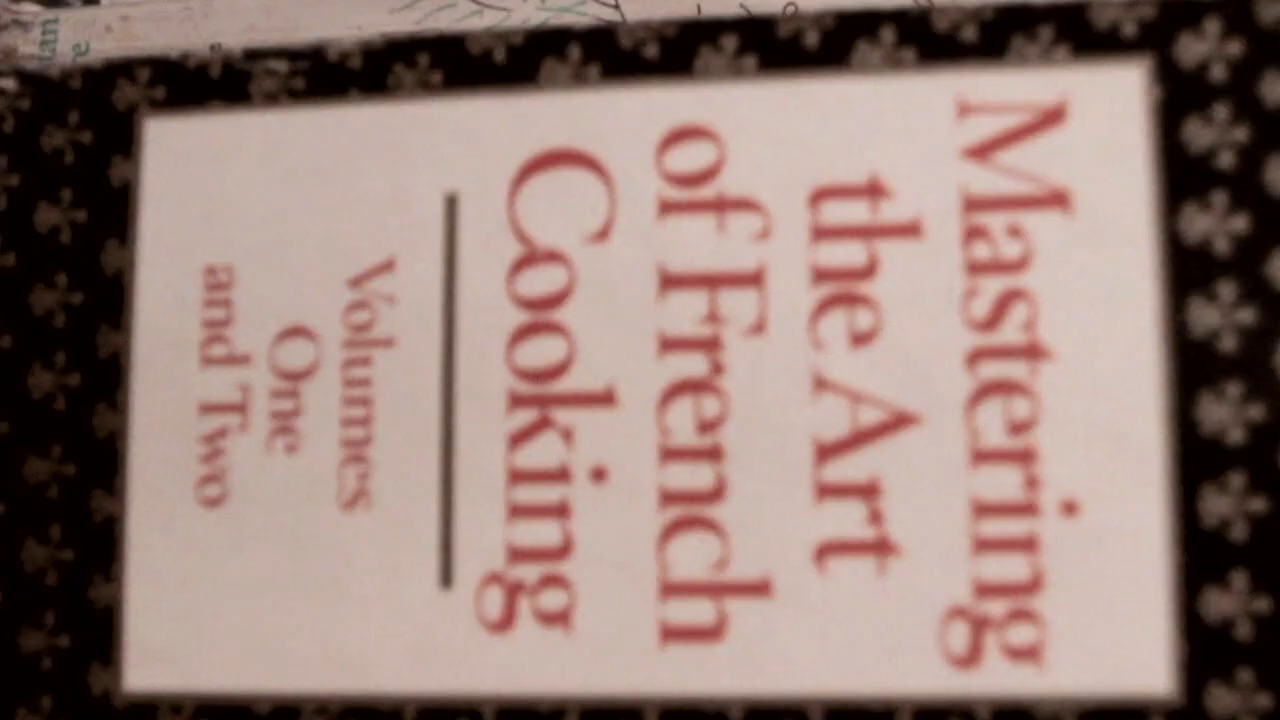 Mastering
the Art
of French
Cooking
Volumes
One
and Two